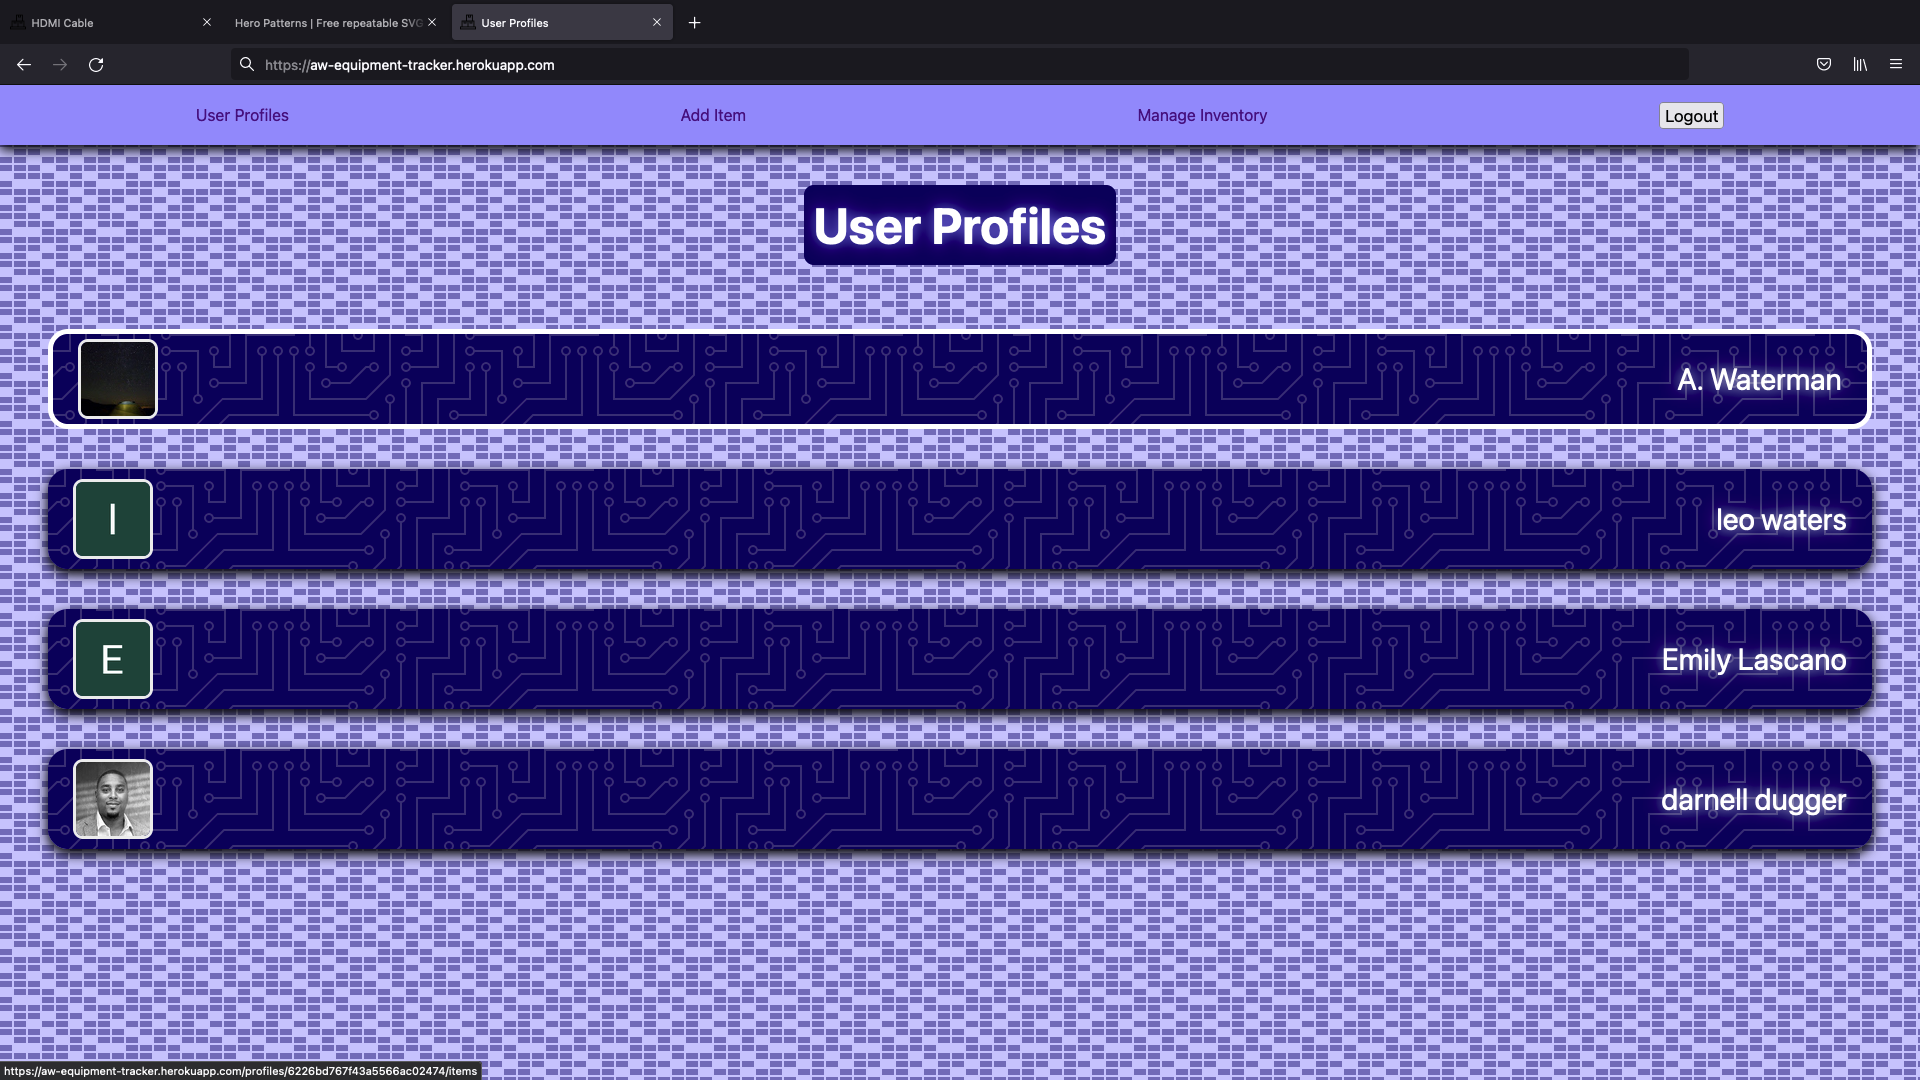 HDMI Cable
Hero Patterns | Free repeatable SVG
User Profiles
https://aw-equipment-tracker.herokuapp.com
User Profiles
Add Item
Manage Inventory
Logout
User Profiles
A. Waterman
l
leo waters
E
Emily Lascano
darnell dugger
https://aw-equipment-tracker.herokuapp.com/profiles/6226bd767f43a5566ac02474/items